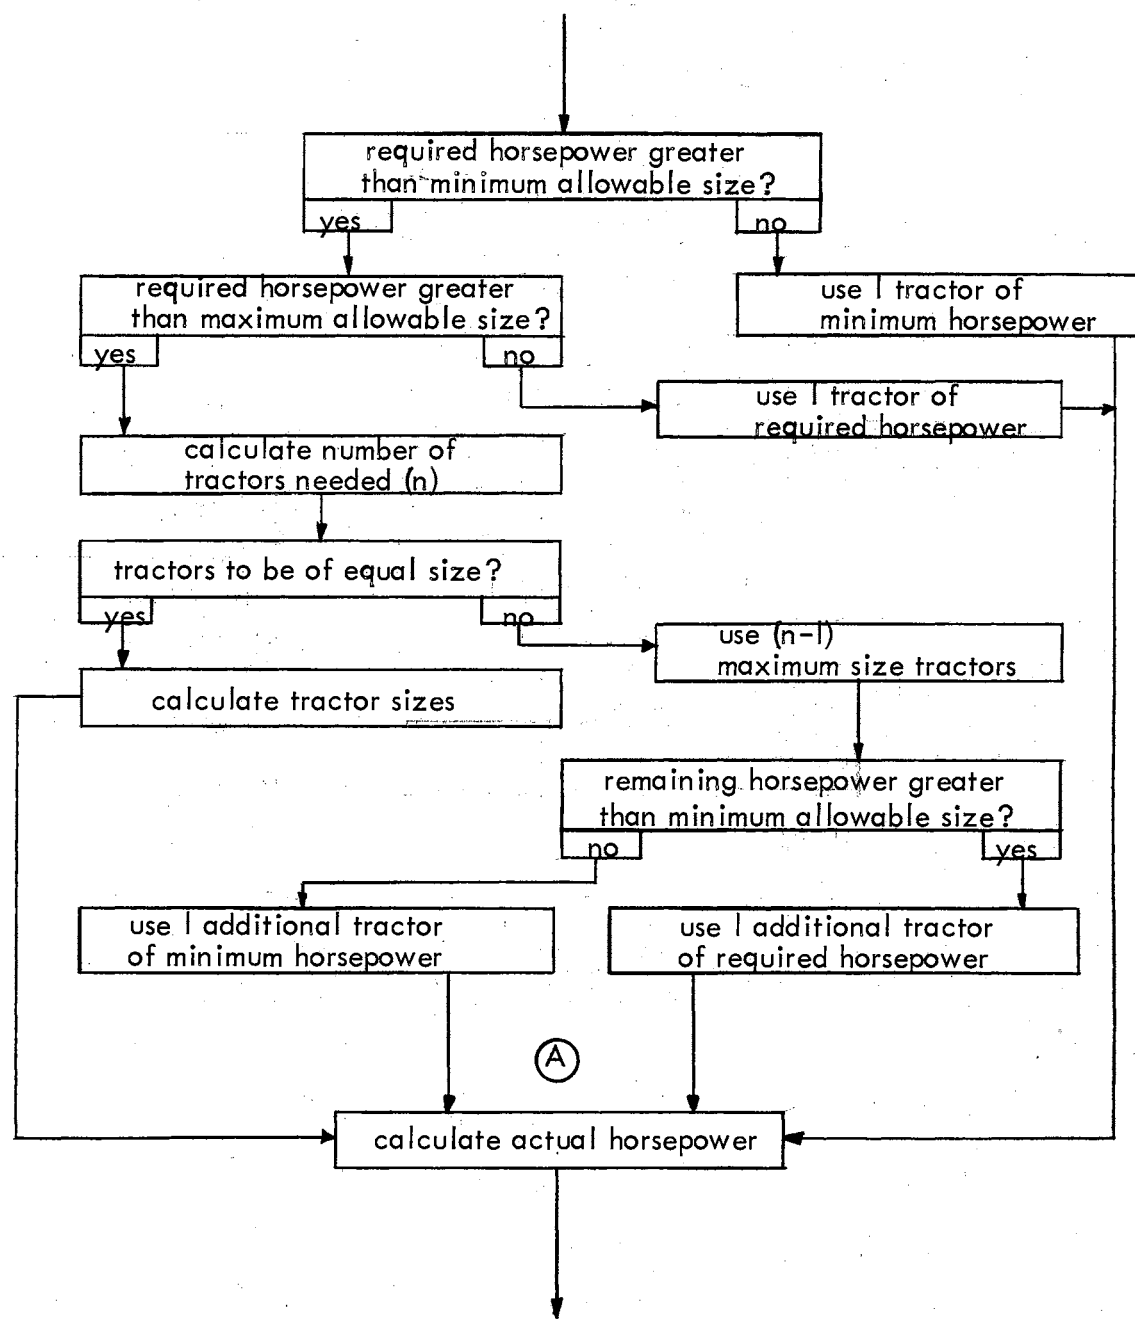 required horsepower greater
than minimum allowable size?
yes
no
required horsepower greater
than maximum allowable size?
yes
no
use 1 tractor of
minimum horsepower
use 1 tractor of
required horsepower
calculate number of
tractors needed (n)
tractors to be of equal size?
yes
no
use (n-1)
maximum size tractors
calculate tractor sizes
remaining horsepower greater
than minimum allowable size?
no
yes
use 1 additional tractor
of minimum horsepower
use 1 additional tractor
of required horsepower
A
calculate actual horsepower